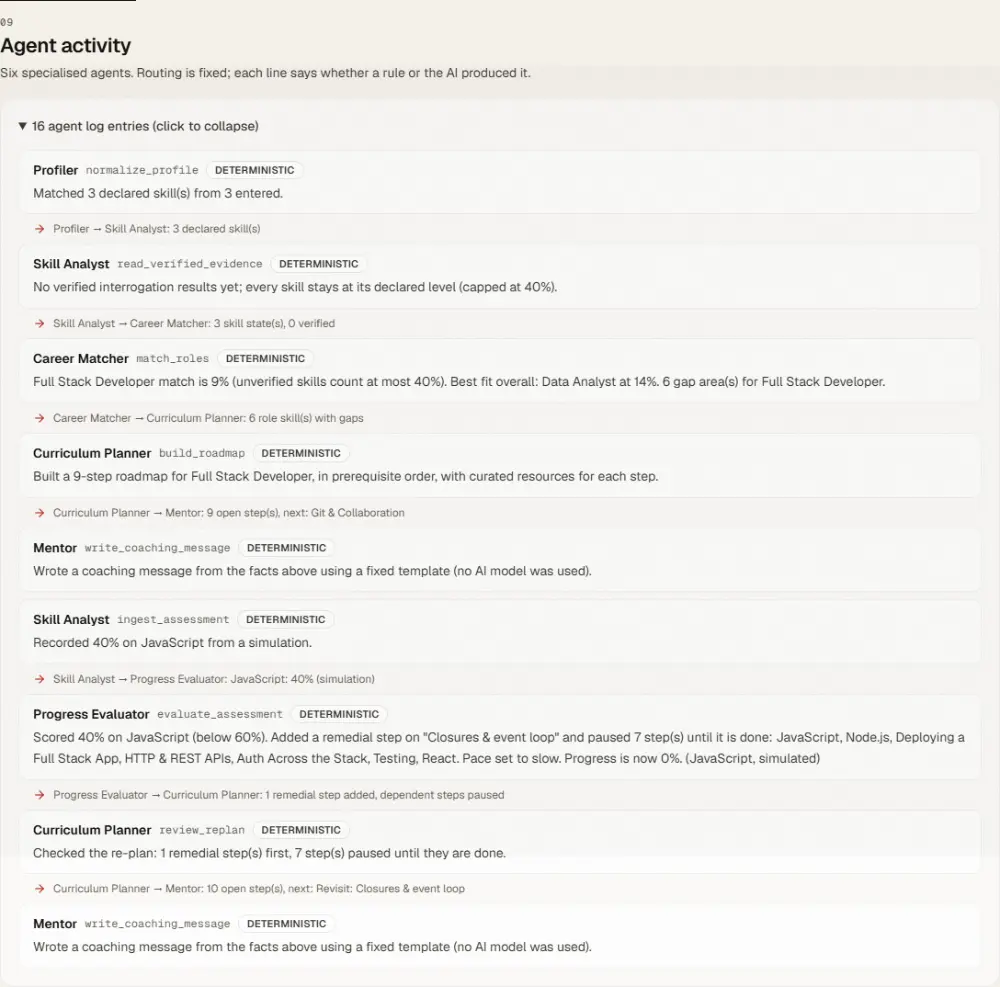 09
Agent activity
Six specialised agents. Routing is fixed; each line says whether a rule or the AI produced it.
▼ 16 agent log entries (click to collapse)
Profiler normalize_profile DETERMINISTIC
Matched 3 declared skill(s) from 3 entered.
→ Profiler → Skill Analyst: 3 declared skill(s)
Skill Analyst read_verified_evidence DETERMINISTIC
No verified interrogation results yet; every skill stays at its declared level (capped at 40%).
→ Skill Analyst → Career Matcher: 3 skill state(s), 0 verified
Career Matcher match_roles DETERMINISTIC
Full Stack Developer match is 9% (unverified skills count at most 40%). Best fit overall: Data Analyst at 14%. 6 gap area(s) for Full Stack Developer.
→ Career Matcher → Curriculum Planner: 6 role skill(s) with gaps
Curriculum Planner build_roadmap DETERMINISTIC
Built a 9-step roadmap for Full Stack Developer, in prerequisite order, with curated resources for each step.
→ Curriculum Planner → Mentor: 9 open step(s), next: Git & Collaboration
Mentor write_coaching_message DETERMINISTIC
Wrote a coaching message from the facts above using a fixed template (no AI model was used).
Skill Analyst ingest_assessment DETERMINISTIC
Recorded 40% on JavaScript from a simulation.
→ Skill Analyst → Progress Evaluator: JavaScript: 40% (simulation)
Progress Evaluator evaluate_assessment DETERMINISTIC
Scored 40% on JavaScript (below 60%). Added a remedial step on "Closures & event loop" and paused 7 step(s) until it is done: JavaScript, Node.js, Deploying a
Full Stack App, HTTP & REST APIs, Auth Across the Stack, Testing, React. Pace set to slow. Progress is now 0%. (JavaScript, simulated)
→ Progress Evaluator → Curriculum Planner: 1 remedial step added, dependent steps paused
Curriculum Planner review_replan DETERMINISTIC
Checked the re-plan: 1 remedial step(s) first, 7 step(s) paused until they are done.
→ Curriculum Planner → Mentor: 10 open step(s), next: Revisit: Closures & event loop
Mentor write_coaching_message DETERMINISTIC
Wrote a coaching message from the facts above using a fixed template (no AI model was used).